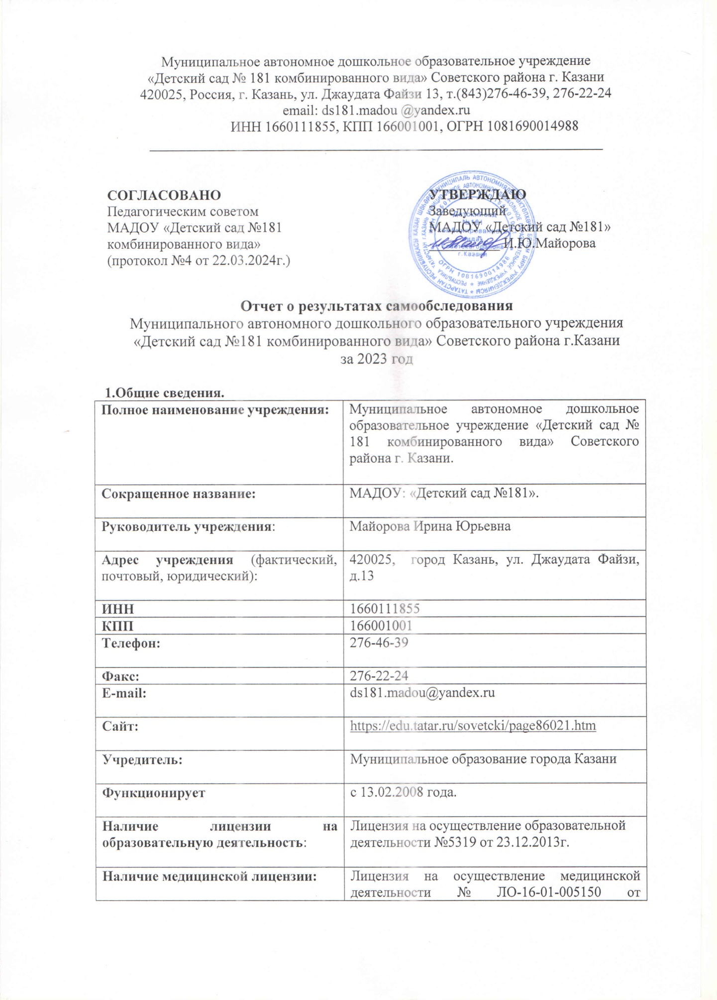 Муниципальное автономное дошкольное образовательное учреждение
«Детский сад № 181 комбинированного вида» Советского района г. Казани
420025, Россия, г. Казань, ул. Джаудата Файзи 13, т.(843)276-46-39, 276-22-24
email: ds181.madou @yandex.ru
ИНН 1660111855, КПП 166001001, ОГРН 1081690014988
СОГЛАСОВАНО
Педагогическим советом
МАДОУ «Детский сад №181
комбинированного вида»
(протокол №4 от 22.03.2024г.)
УТВЕРЖДАЮ
Заведующий
МАДОУ «Детский сад №181»
И.Ю.Майорова
г.Казани
ОГРН 1081690014988
Отчет о результатах самообследования
Муниципального автономного дошкольного образовательного учреждения
«Детский сад №181 комбинированного вида» Советского района г.Казани
за 2023 год
1.Общие сведения.
Полное наименование учреждения:
Муниципальное автономное дошкольное
образовательное учреждение «Детский сад №
181 комбинированного вида» Советского
района г. Казани.
Сокращенное название:
МАДОУ: «Детский сад №181».
Руководитель учреждения:
Майорова Ирина Юрьевна
Адрес учреждения (фактический,
почтовый, юридический):
420025, город Казань, ул. Джаудата Файзи,
д.13
ИНН
1660111855
КПП
166001001
Телефон:
276-46-39
Факс:
276-22-24
E-mail:
ds181.madou@yandex.ru
Сайт:
https://edu.tatar.ru/sovetcki/page86021.htm
Учредитель:
Муниципальное образование города Казани
Функционирует
с 13.02.2008 года.
Наличие лицензии на
образовательную деятельность:
Лицензия на осуществление образовательной
деятельности №5319 от 23.12.2013г.
Наличие медицинской лицензии:
Лицензия на осуществление медицинской
деятельности № ЛО-16-01-005150 от